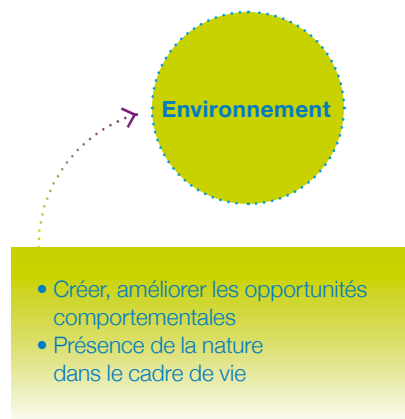 Environnement
• Créer, améliorer les opportunités
comportementales
• Présence de la nature
dans le cadre de vie